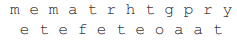 m e m a t r h t g p r y
e t e f e t e o a a t